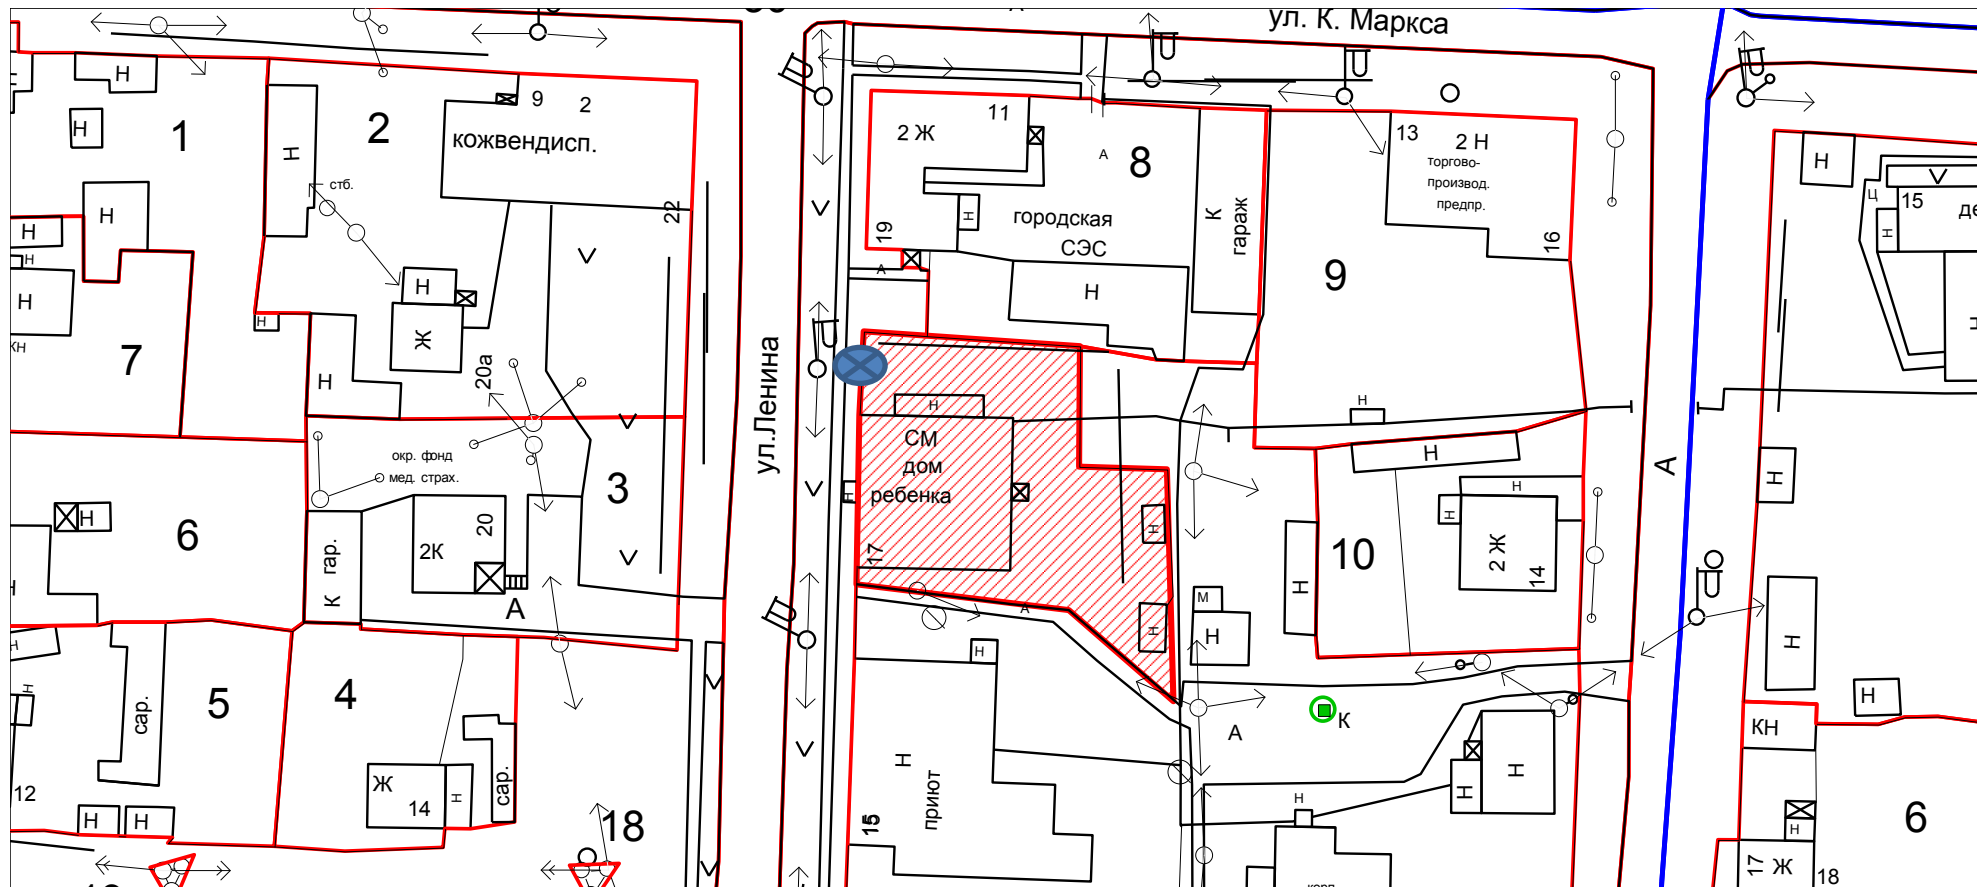 ул. К. Маркса
А
Н
Н
Н
1
2
9
2
кожвендисп.
22
стб.
Н
Н
Н
Н
Н
Н
Н
Ж
20а
КН
7
Н
2 Ж
11
А
8
Н
19
городская
СЭС
К
гараж
А
Н
13
2 Н
торгово-
производ.
предпр.
16
9
Н
Ц
15
Н
де
Н
ул.Ленина
Н
СМ
дом
ребенка
Н
17
Н
Н
А
окр. фонд
мед. страх.
3
6
Н
20
2К
К
гар.
А
Н
Н
Н
Н
10
Н
2 Ж
14
А
Н
М
Н
Н
Н
сар.
5
4
Ж
14
Н
сар.
18
12
Н
Н
Н
приют
15
Н
А
К
Н
Н
Н
корп
Н
КН
Н
6
Н
17
Ж
18